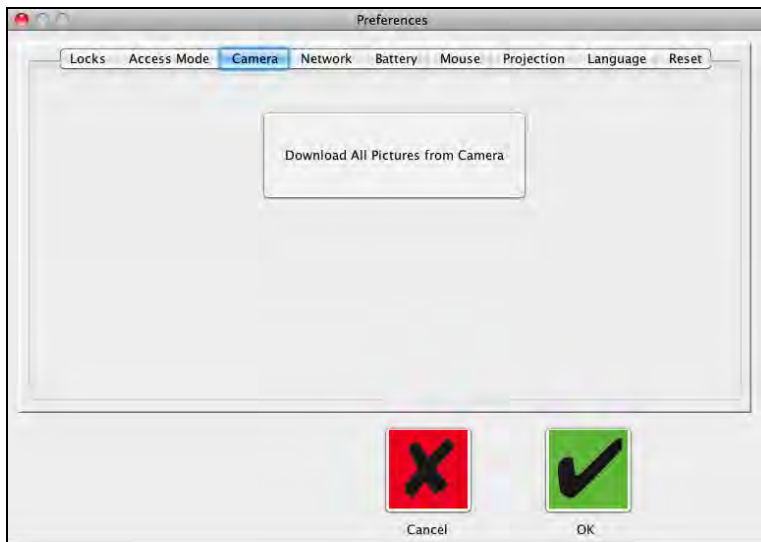 Preferences
Locks Access Mode Camera Network Battery Mouse Projection Language Reset
Download All Pictures from Camera
Cancel OK